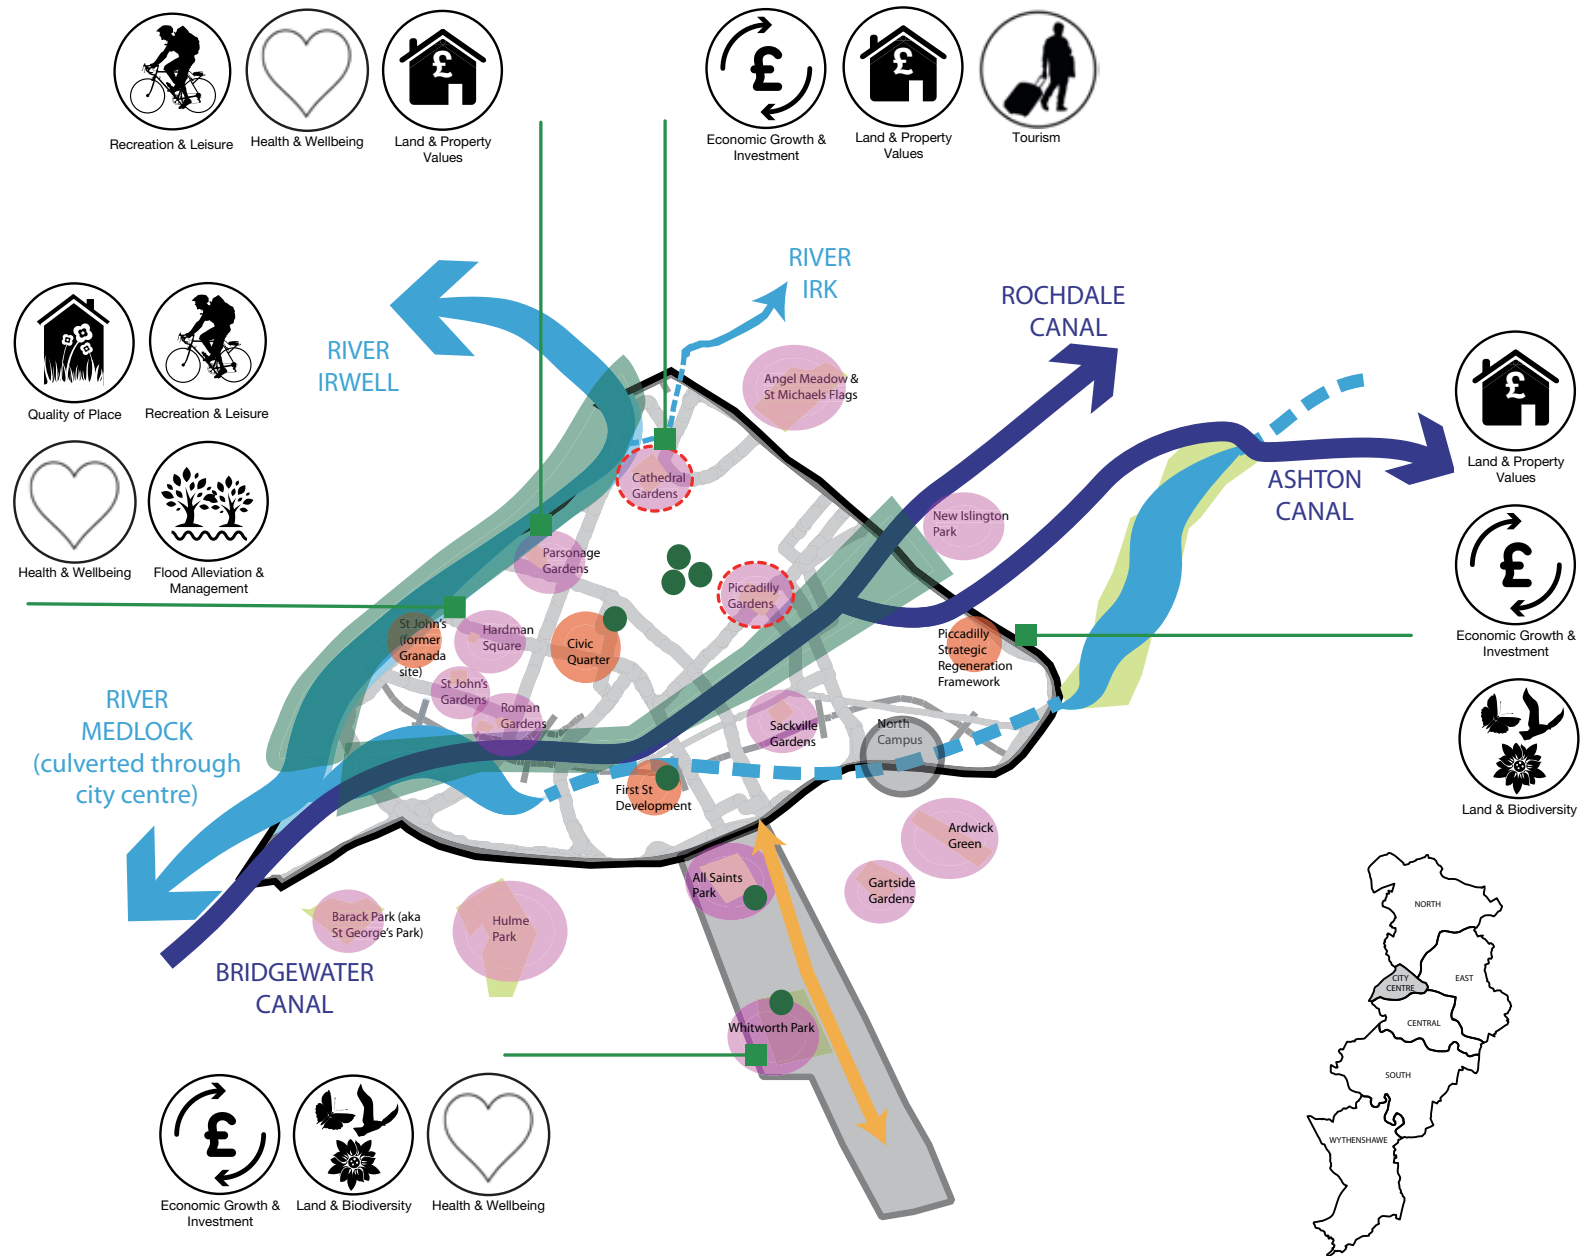 Recreation & Leisure
Health & Wellbeing
Land & Property
Values
Economic Growth &
Investment
Land & Property
Values
Tourism
RIVER
IRK
ROCHDALE
CANAL
RIVER
IRWELL
Quality of Place
Recreation & Leisure
Health & Wellbeing
Flood Alleviation &
Management
Angel Meadow &
St Michaels Flags
Cathedral
Gardens
ASHTON
CANAL
Land & Property
Values
New Islington
Park
Parsonage
Gardens
Piccadilly
Gardens
St John's
(former
Granada
site)
Hardman
Square
Civic
Quarter
Piccadilly
Strategic
Regeneration
Framework
Economic Growth &
Investment
St John's
Gardens
Roman
Gardens
Sackville
Gardens
North
Campus
RIVER
MEDLOCK
(culverted through
city centre)
First St
Development
Land & Biodiversity
Ardwick
Green
All Saints
Park
Gartside
Gardens
Barack Park (aka
St George's Park)
Hulme
Park
BRIDGEWATER
CANAL
Whitworth Park
Economic Growth &
Investment
Land & Biodiversity
Health & Wellbeing
NORTH
CITY
CENTRE
EAST
CENTRAL
SOUTH
WYTHENSHAWE
£
£
£
£
£
£